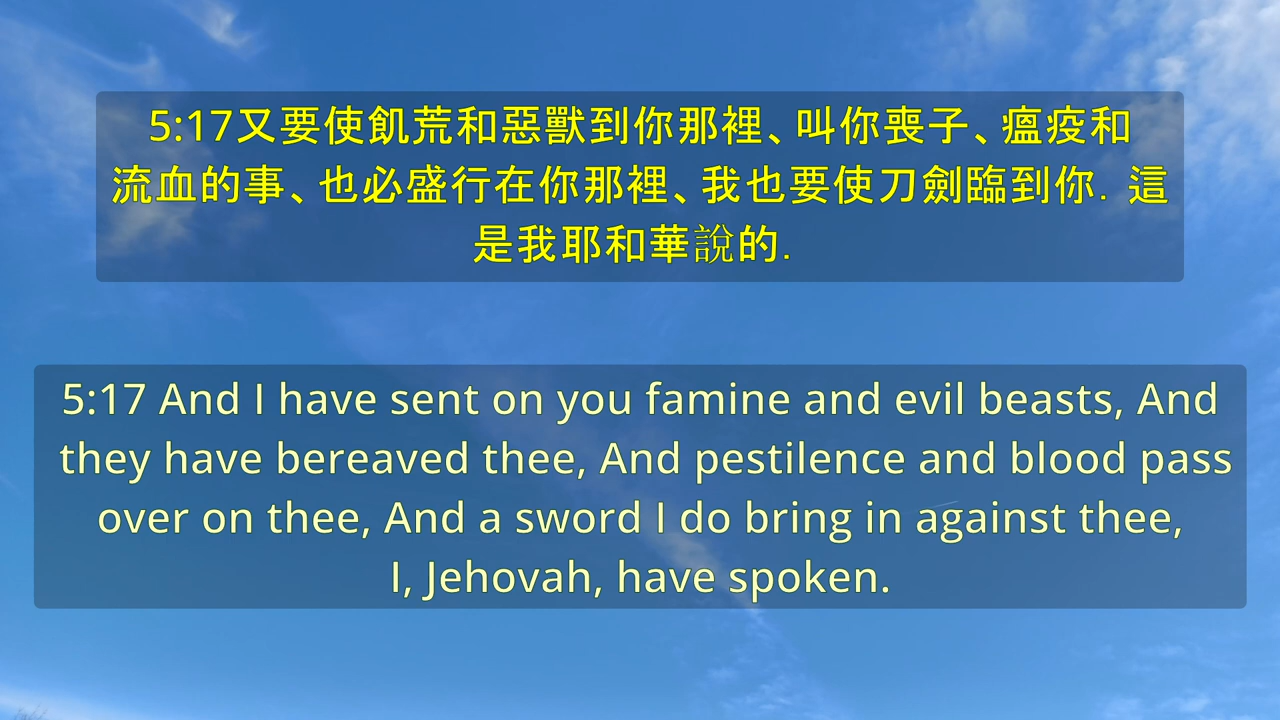 5:17又要使飢荒和惡獸到你那裡、叫你喪子、瘟疫和
流血的事、也必盛行在你那裡、我也要使刀劍臨到你. 這
是我耶和華說的.
5:17 And I have sent on you famine and evil beasts, And
they have bereaved thee, And pestilence and blood pass
over on thee, And a sword I do bring in against thee,
I, Jehovah, have spoken.